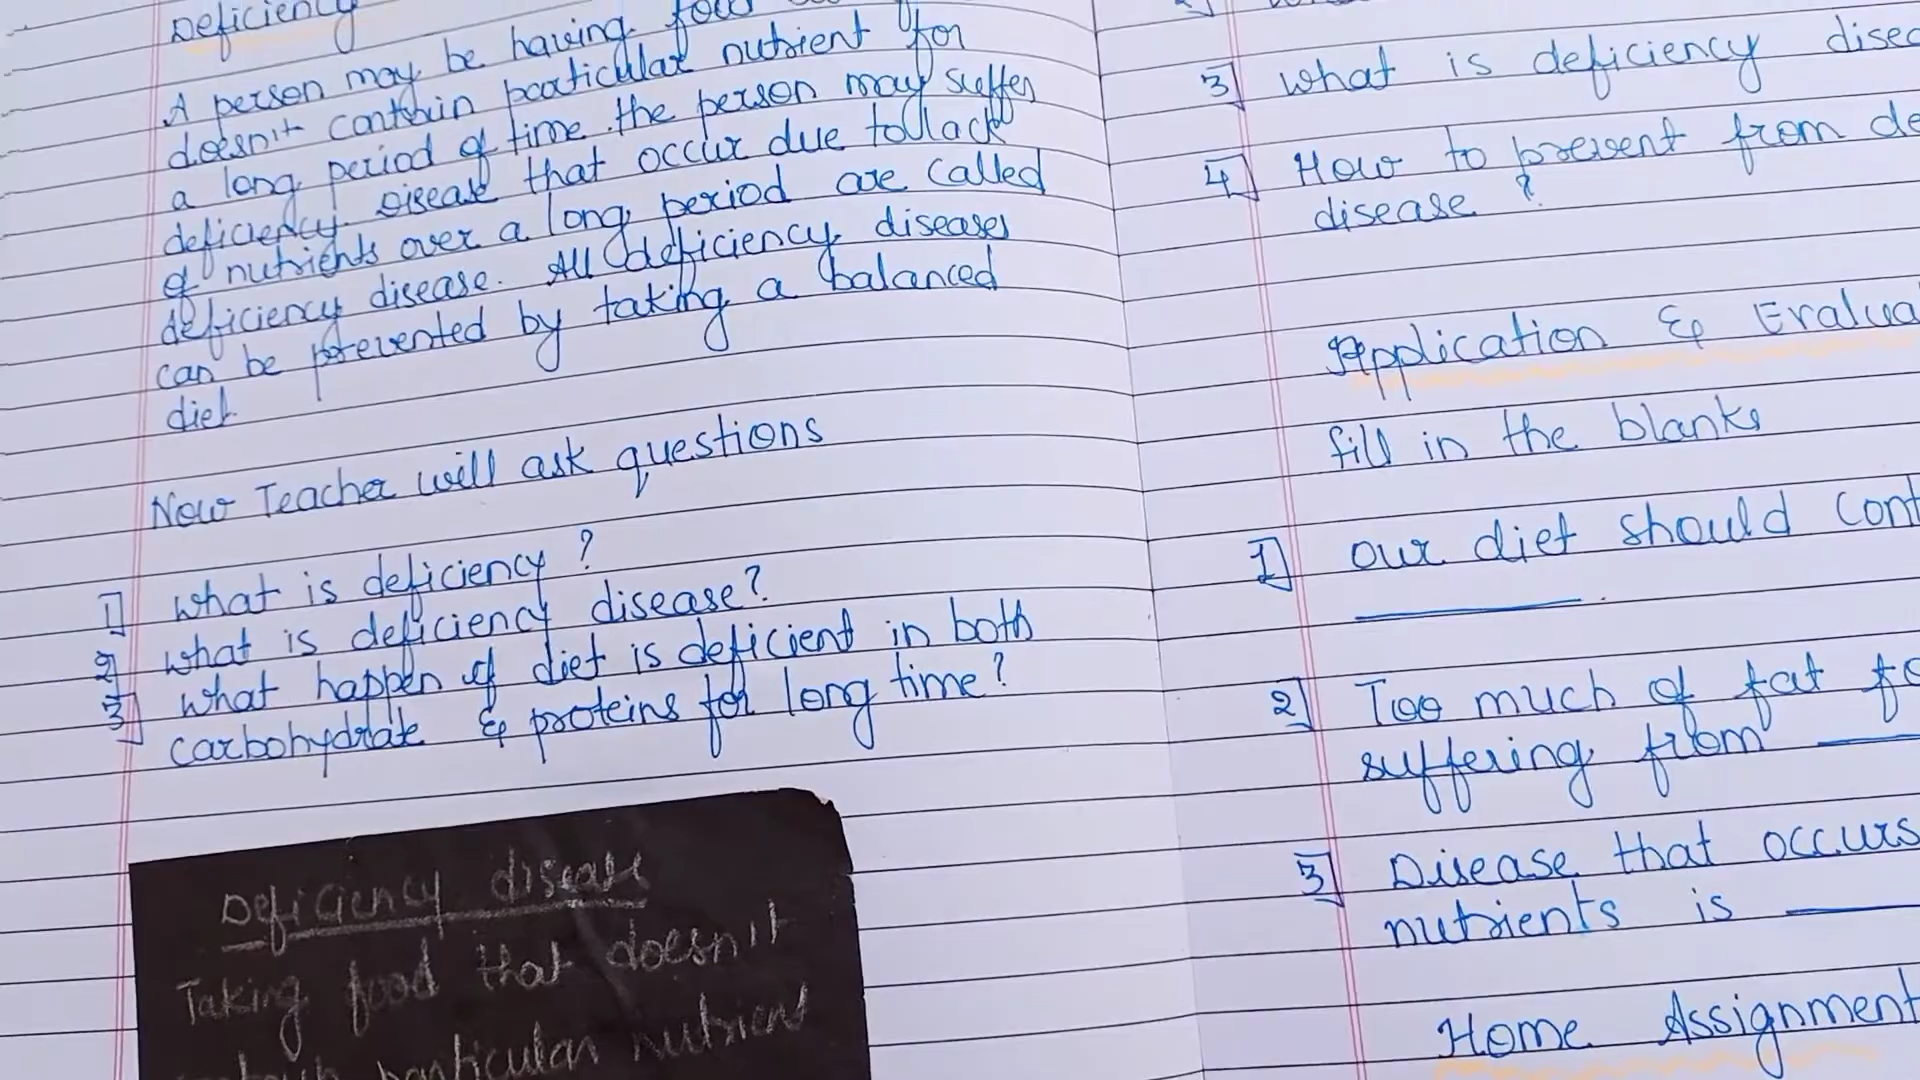 Deficiency
A person may be having food
doesn't contain particular nutrient for
a long period of time. the person may suffer
deficiency. Disease that occur due to lack
of nutrients over a long period are called
deficiency disease. All deficiency diseases
can be prevented by taking a balanced
diet.
Now Teacher will ask questions
1] what is deficiency?
2] what is deficiency disease?
3] what happen if diet is deficient in both
carbohydrate & proteins for long time?
Deficiency disease
Taking food that doesn't
particular nutrient
3] what is deficiency disea
4] How to prevent from de
disease?
Application & Evalua
fill in the blanks
1] our diet should cont
2] Too much of fat fo
suffering from
3] Disease that occurs
nutrients is
Home Assignment